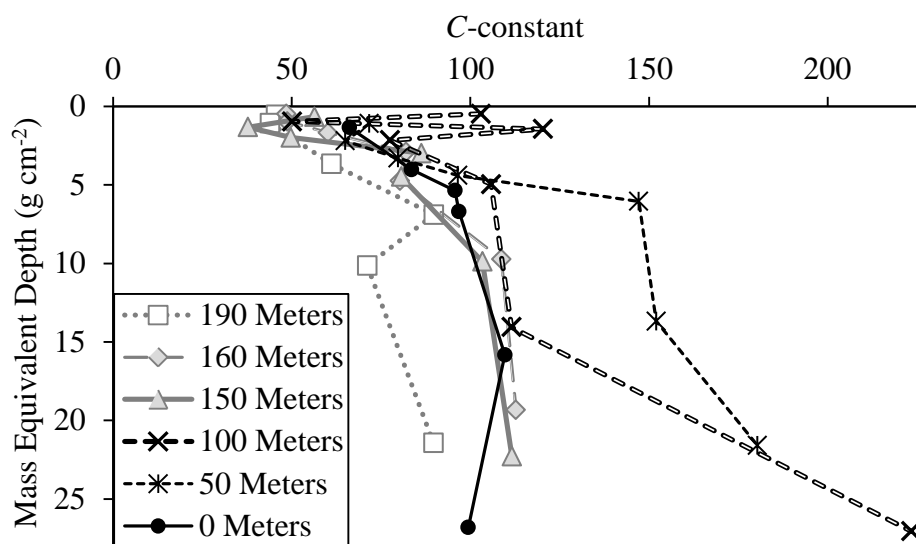 C-constant
0 50 100 150 200
Mass Equivalent Depth (g cm-2)
0
5
10
15
20
25
190 Meters
160 Meters
150 Meters
100 Meters
50 Meters
0 Meters